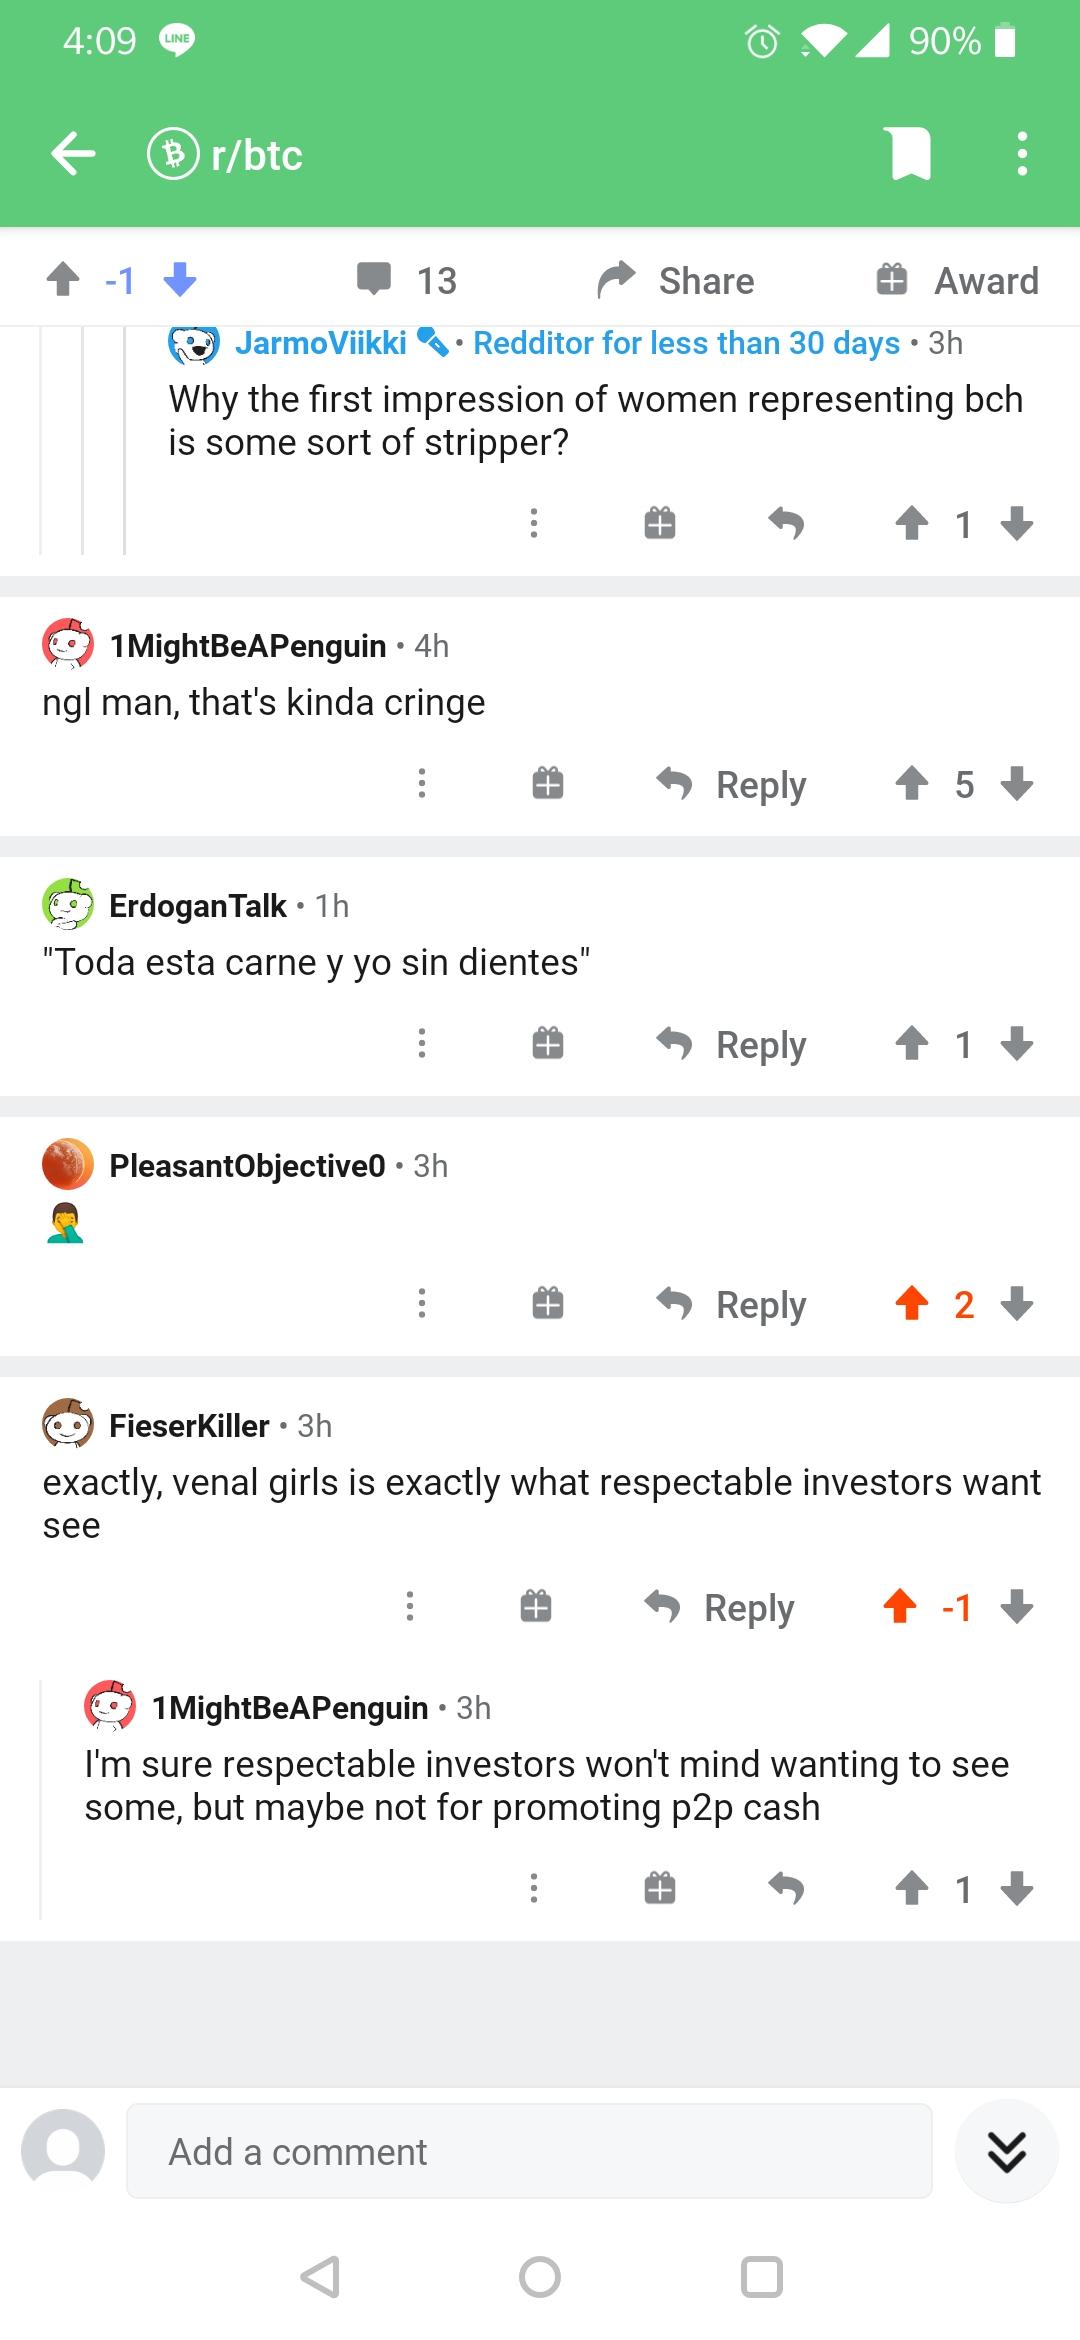 4:09 LINE 90%
r/btc
-1 13 Share Award
JarmoViikki • Redditor for less than 30 days • 3h
Why the first impression of women representing bch
is some sort of stripper?
1
1MightBeAPenguin • 4h
ngl man, that's kinda cringe
Reply 5
ErdoganTalk • 1h
"Toda esta carne y yo sin dientes"
Reply 1
PleasantObjective0 • 3h
🤦‍♂️
Reply 2
FieserKiller • 3h
exactly, venal girls is exactly what respectable investors want
see
Reply -1
1MightBeAPenguin • 3h
I'm sure respectable investors won't mind wanting to see
some, but maybe not for promoting p2p cash
1
Add a comment